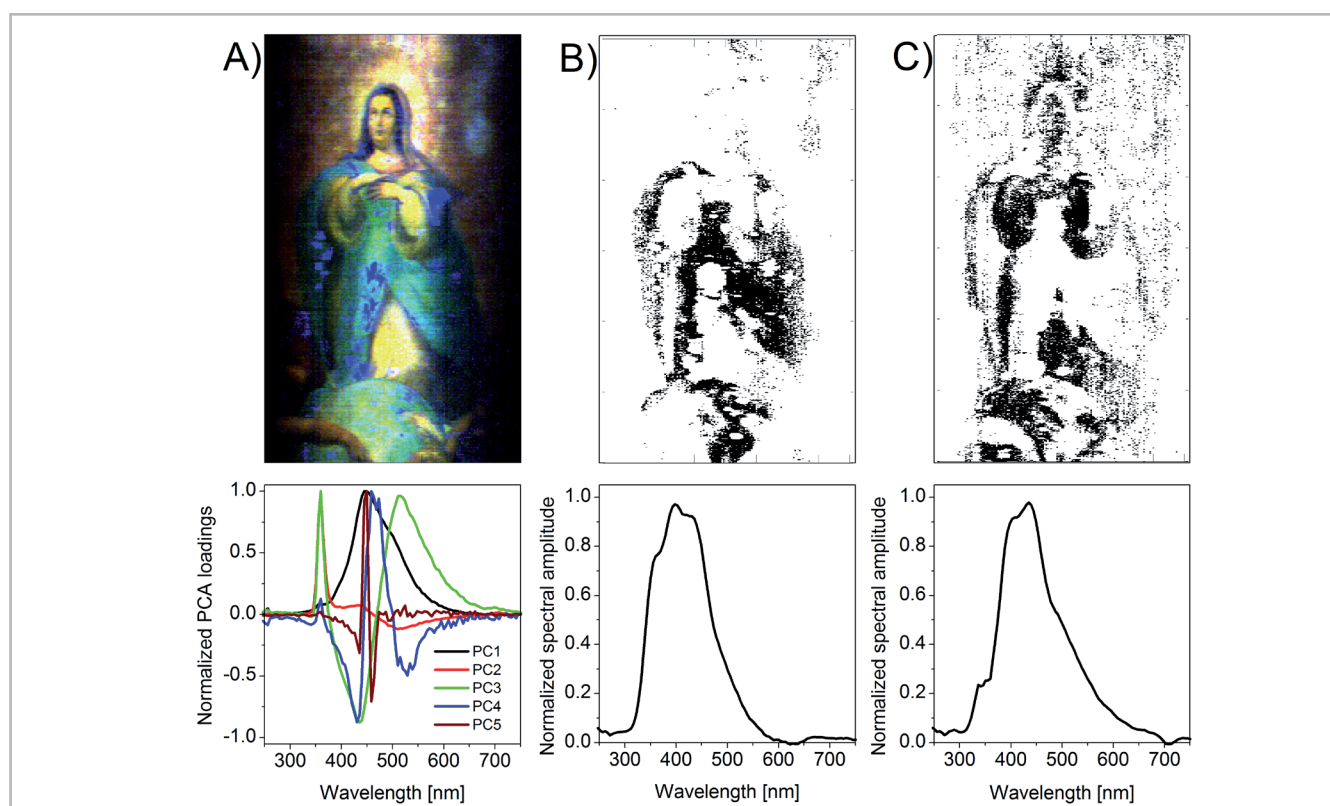 A)
B)
C)
Normalized PCA loadings
1.0
0.5
0.0
-0.5
-1.0
PC1
PC2
PC3
PC4
PC5
300 400 500 600 700
Wavelength [nm]
Normalized spectral amplitude
1.0
0.8
0.6
0.4
0.2
0.0
300 400 500 600 700
Wavelength [nm]
Normalized spectral amplitude
1.0
0.8
0.6
0.4
0.2
0.0
300 400 500 600 700
Wavelength [nm]